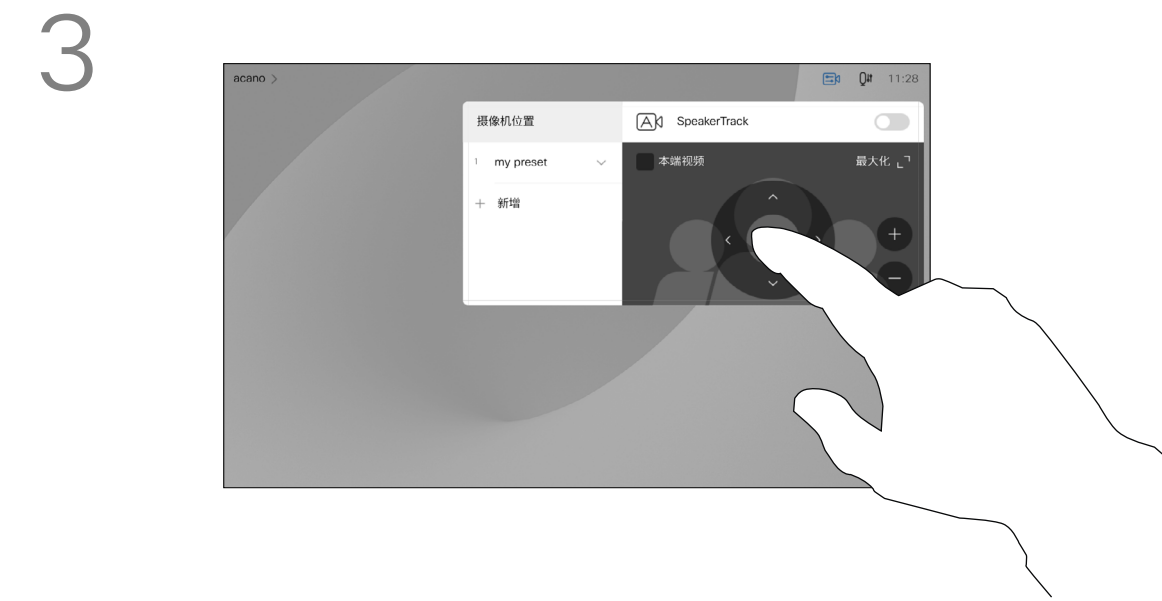 3
acano
11:28
摄像机位置
SpeakerTrack
1 my preset
本端视频
最大化
+ 新增